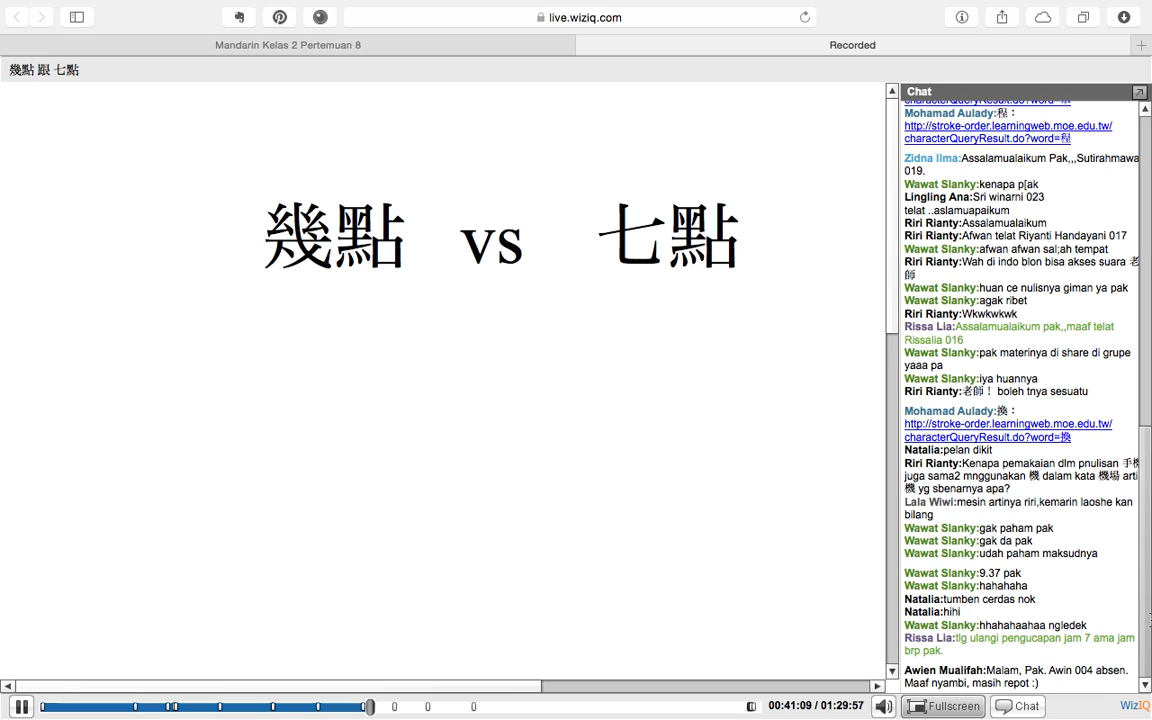 live.wiziq.com
Mandarin Kelas 2 Pertemuan 8
Recorded
幾點 跟 七點
幾點 vs 七點
Chat
Mohamad Aulady:程：
http://stroke-order.learningweb.moe.edu.tw/
characterQueryResult.do?word=程
Zidna Ilma:Assalamualaikum Pak,,,Sutirahmawa
019.
Wawat Slanky:kenapa p[ak
Lingling Ana:Sri winarni 023
telat ..aslamuapaikum
Riri Rianty:Assalamualaikum
Riri Rianty:Afwan telat Riyanti Handayani 017
Wawat Slanky:afwan afwan sal;ah tempat
Riri Rianty:Wah di indo blon bisa akses suara 老
師
Wawat Slanky:huan ce nulisnya giman ya pak
Wawat Slanky:agak ribet
Riri Rianty:Wkwkwkwk
Rissa Lia:Assalamualaikum pak,,maaf telat
Rissalia 016
Wawat Slanky:pak materinya di share di grupe
yaaa pa
Wawat Slanky:iya huannya
Riri Rianty:老師！ boleh tnya sesuatu
Mohamad Aulady:換：
http://stroke-order.learningweb.moe.edu.tw/
characterQueryResult.do?word=換
Natalia:pelan dikit
Riri Rianty:Kenapa pemakaian dlm pnulisan 手機
juga sama2 mnggunakan 機 dalam kata 機場 arti
機 yg sbenarnya apa?
Lala Wiwi:mesin artinya riri,kemarin laoshe kan
bilang
Wawat Slanky:gak paham pak
Wawat Slanky:gak da pak
Wawat Slanky:udah paham maksudnya
Wawat Slanky:9.37 pak
Wawat Slanky:hahahaha
Natalia:tumben cerdas nok
Natalia:hihi
Wawat Slanky:hhahahaahaa ngledek
Rissa Lia:tlg ulangi pengucapan jam 7 ama jam
brp pak.
Awien Mualifah:Malam, Pak. Awin 004 absen.
Maaf nyambi, masih repot :)
00:41:09 / 01:29:57
Fullscreen
Chat
WizIQ